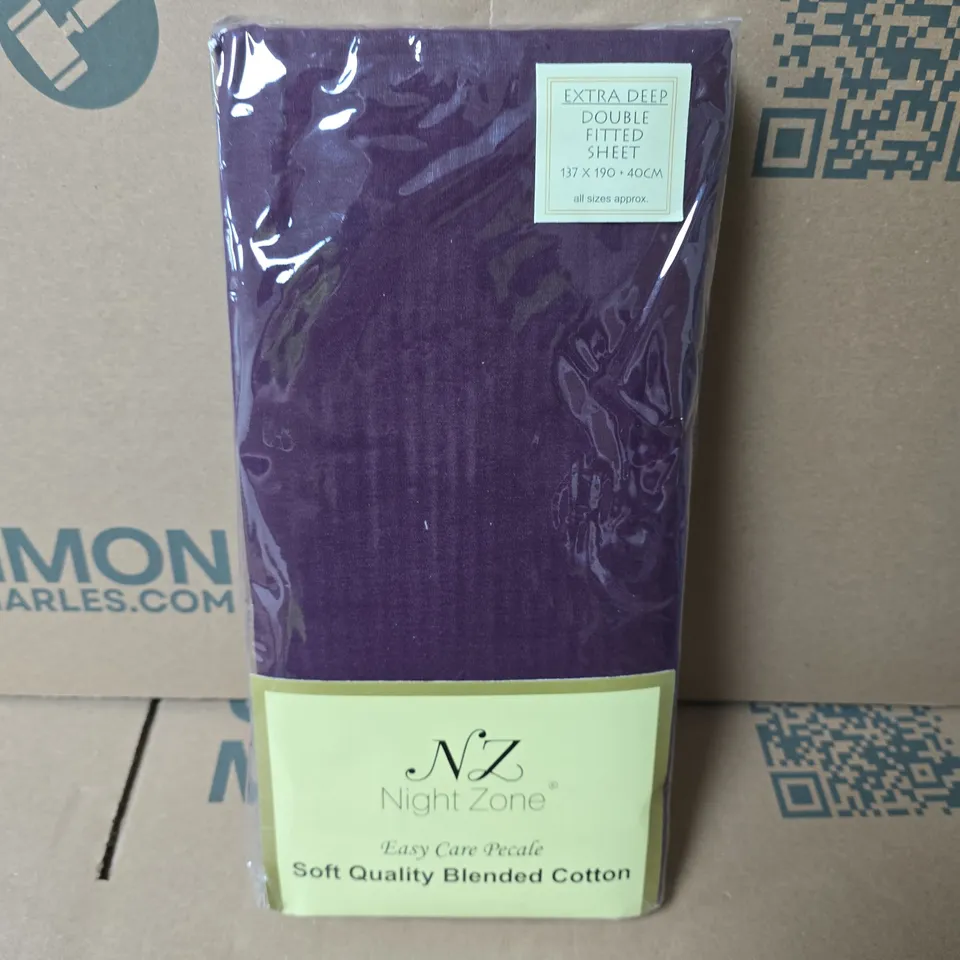 EXTRA DEEP
DOUBLE
FITTED
SHEET
137 X 190 + 40CM
all sizes approx.
IMON
ARLES.COM
NZ
Night Zone®
Easy Care Pecale
Soft Quality Blended Cotton